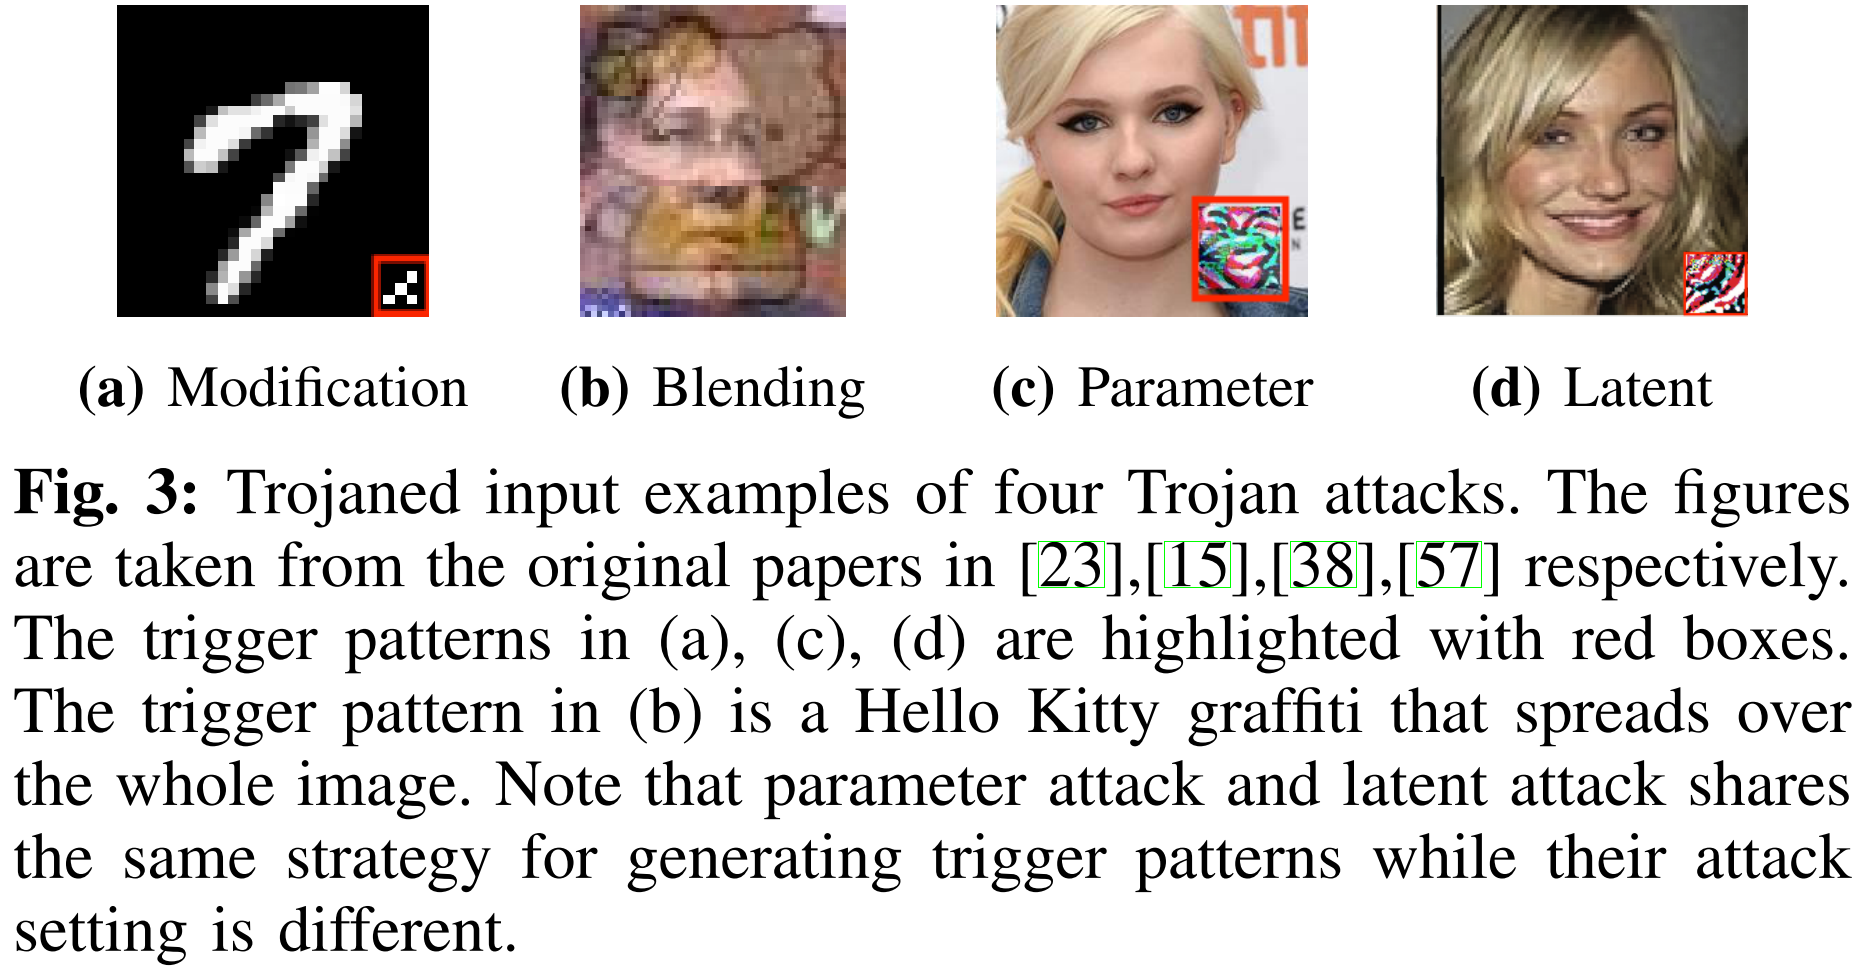 (a) Modification (b) Blending (c) Parameter (d) Latent
Fig. 3: Trojaned input examples of four Trojan attacks. The figures
are taken from the original papers in [23],[15],[38],[57] respectively.
The trigger patterns in (a), (c), (d) are highlighted with red boxes.
The trigger pattern in (b) is a Hello Kitty graffiti that spreads over
the whole image. Note that parameter attack and latent attack shares
the same strategy for generating trigger patterns while their attack
setting is different.